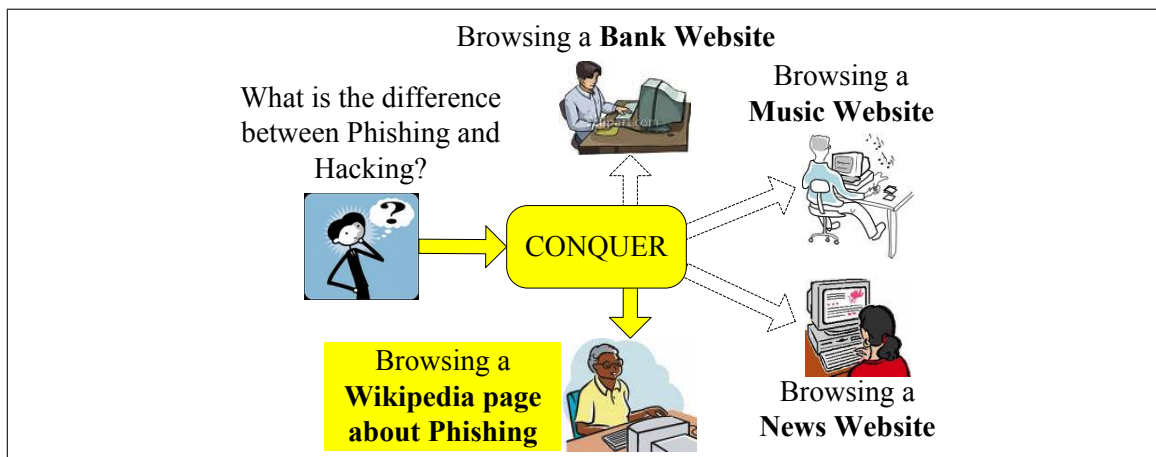 Browsing a Bank Website
What is the difference
between Phishing and
Hacking?
Browsing a
Music Website
?
CONQUER
Browsing a
Wikipedia page
about Phishing
Browsing a
News Website